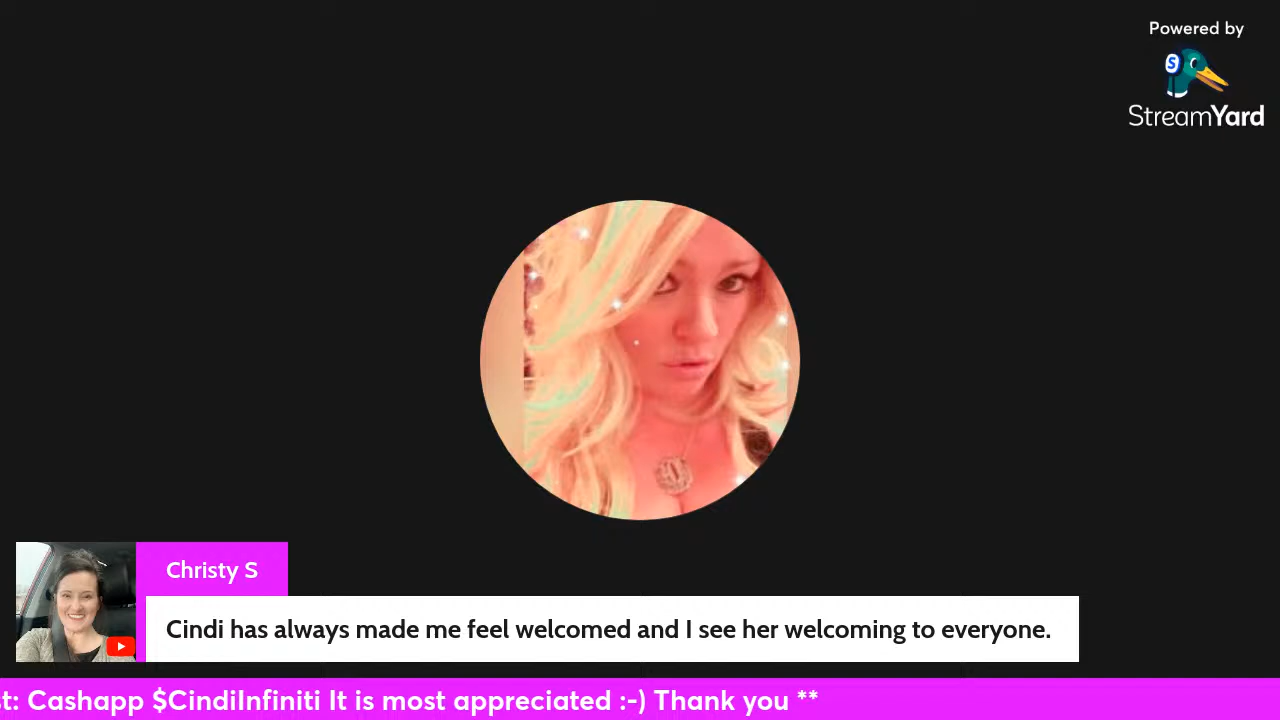 Powered by
S
StreamYard
Christy S
Cindi has always made me feel welcomed and I see her welcoming to everyone.
st: Cashapp $CindiInfiniti It is most appreciated :-) Thank you **